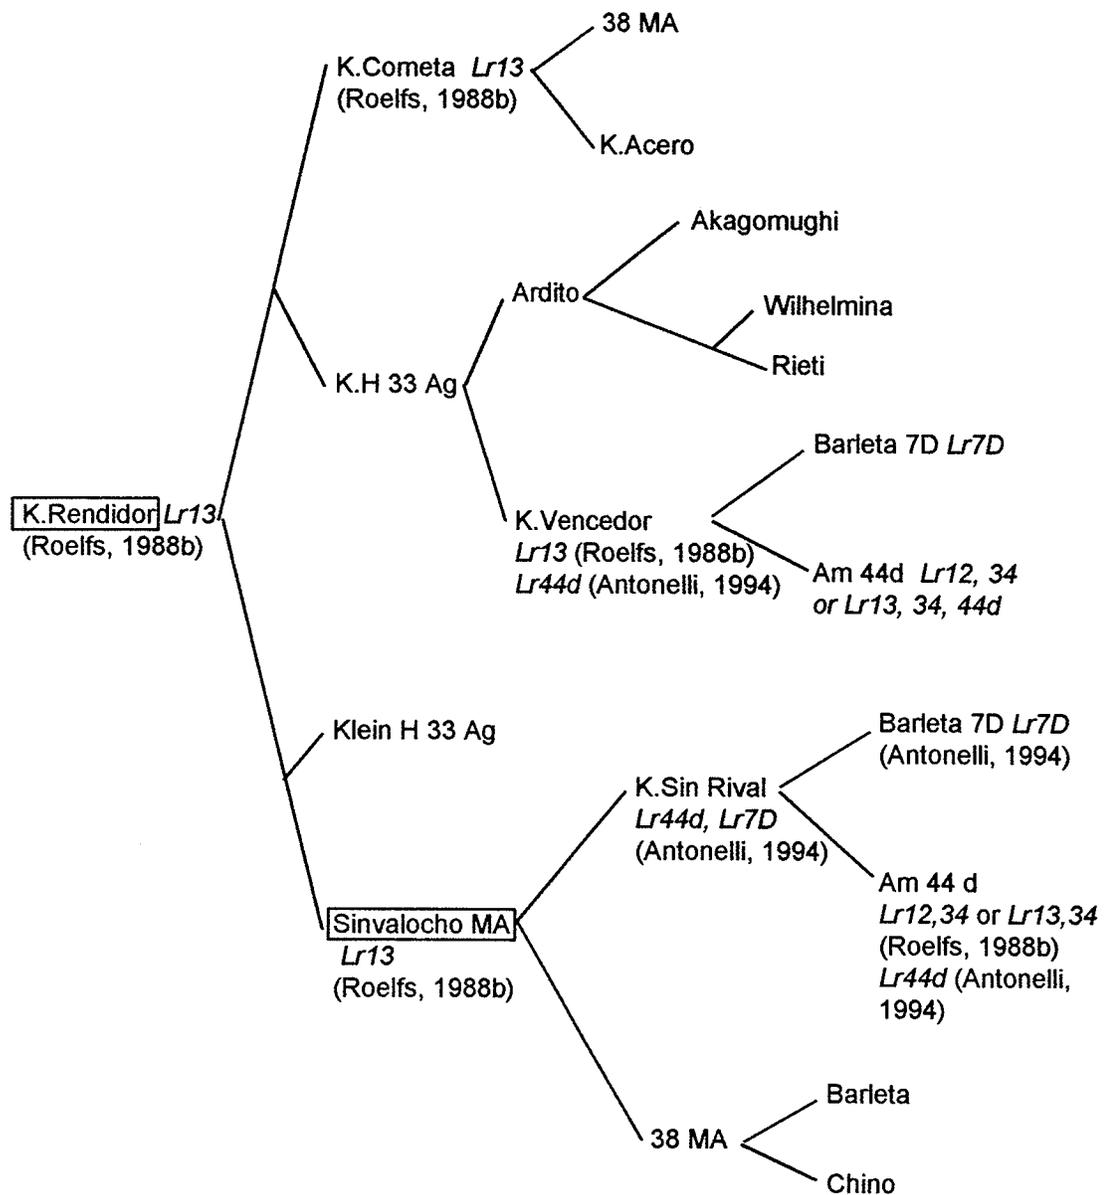 38 MA
K.Cometa Lr13
(Roelfs, 1988b)
K.Acero
Akagomughi
Ardito
Wilhelmina
Rieti
K.H 33 Ag
Barleta 7D Lr7D
K.Rendidor Lr13
(Roelfs, 1988b)
K.Vencedor
Lr13 (Roelfs, 1988b)
Lr44d (Antonelli, 1994)
Am 44d Lr12, 34
or Lr13, 34, 44d
Klein H 33 Ag
Barleta 7D Lr7D
(Antonelli, 1994)
K.Sin Rival
Lr44d, Lr7D
(Antonelli, 1994)
Am 44 d
Lr12,34 or Lr13,34
(Roelfs, 1988b)
Lr44d (Antonelli,
1994)
Sinvalocho MA
Lr13
(Roelfs, 1988b)
Barleta
38 MA
Chino